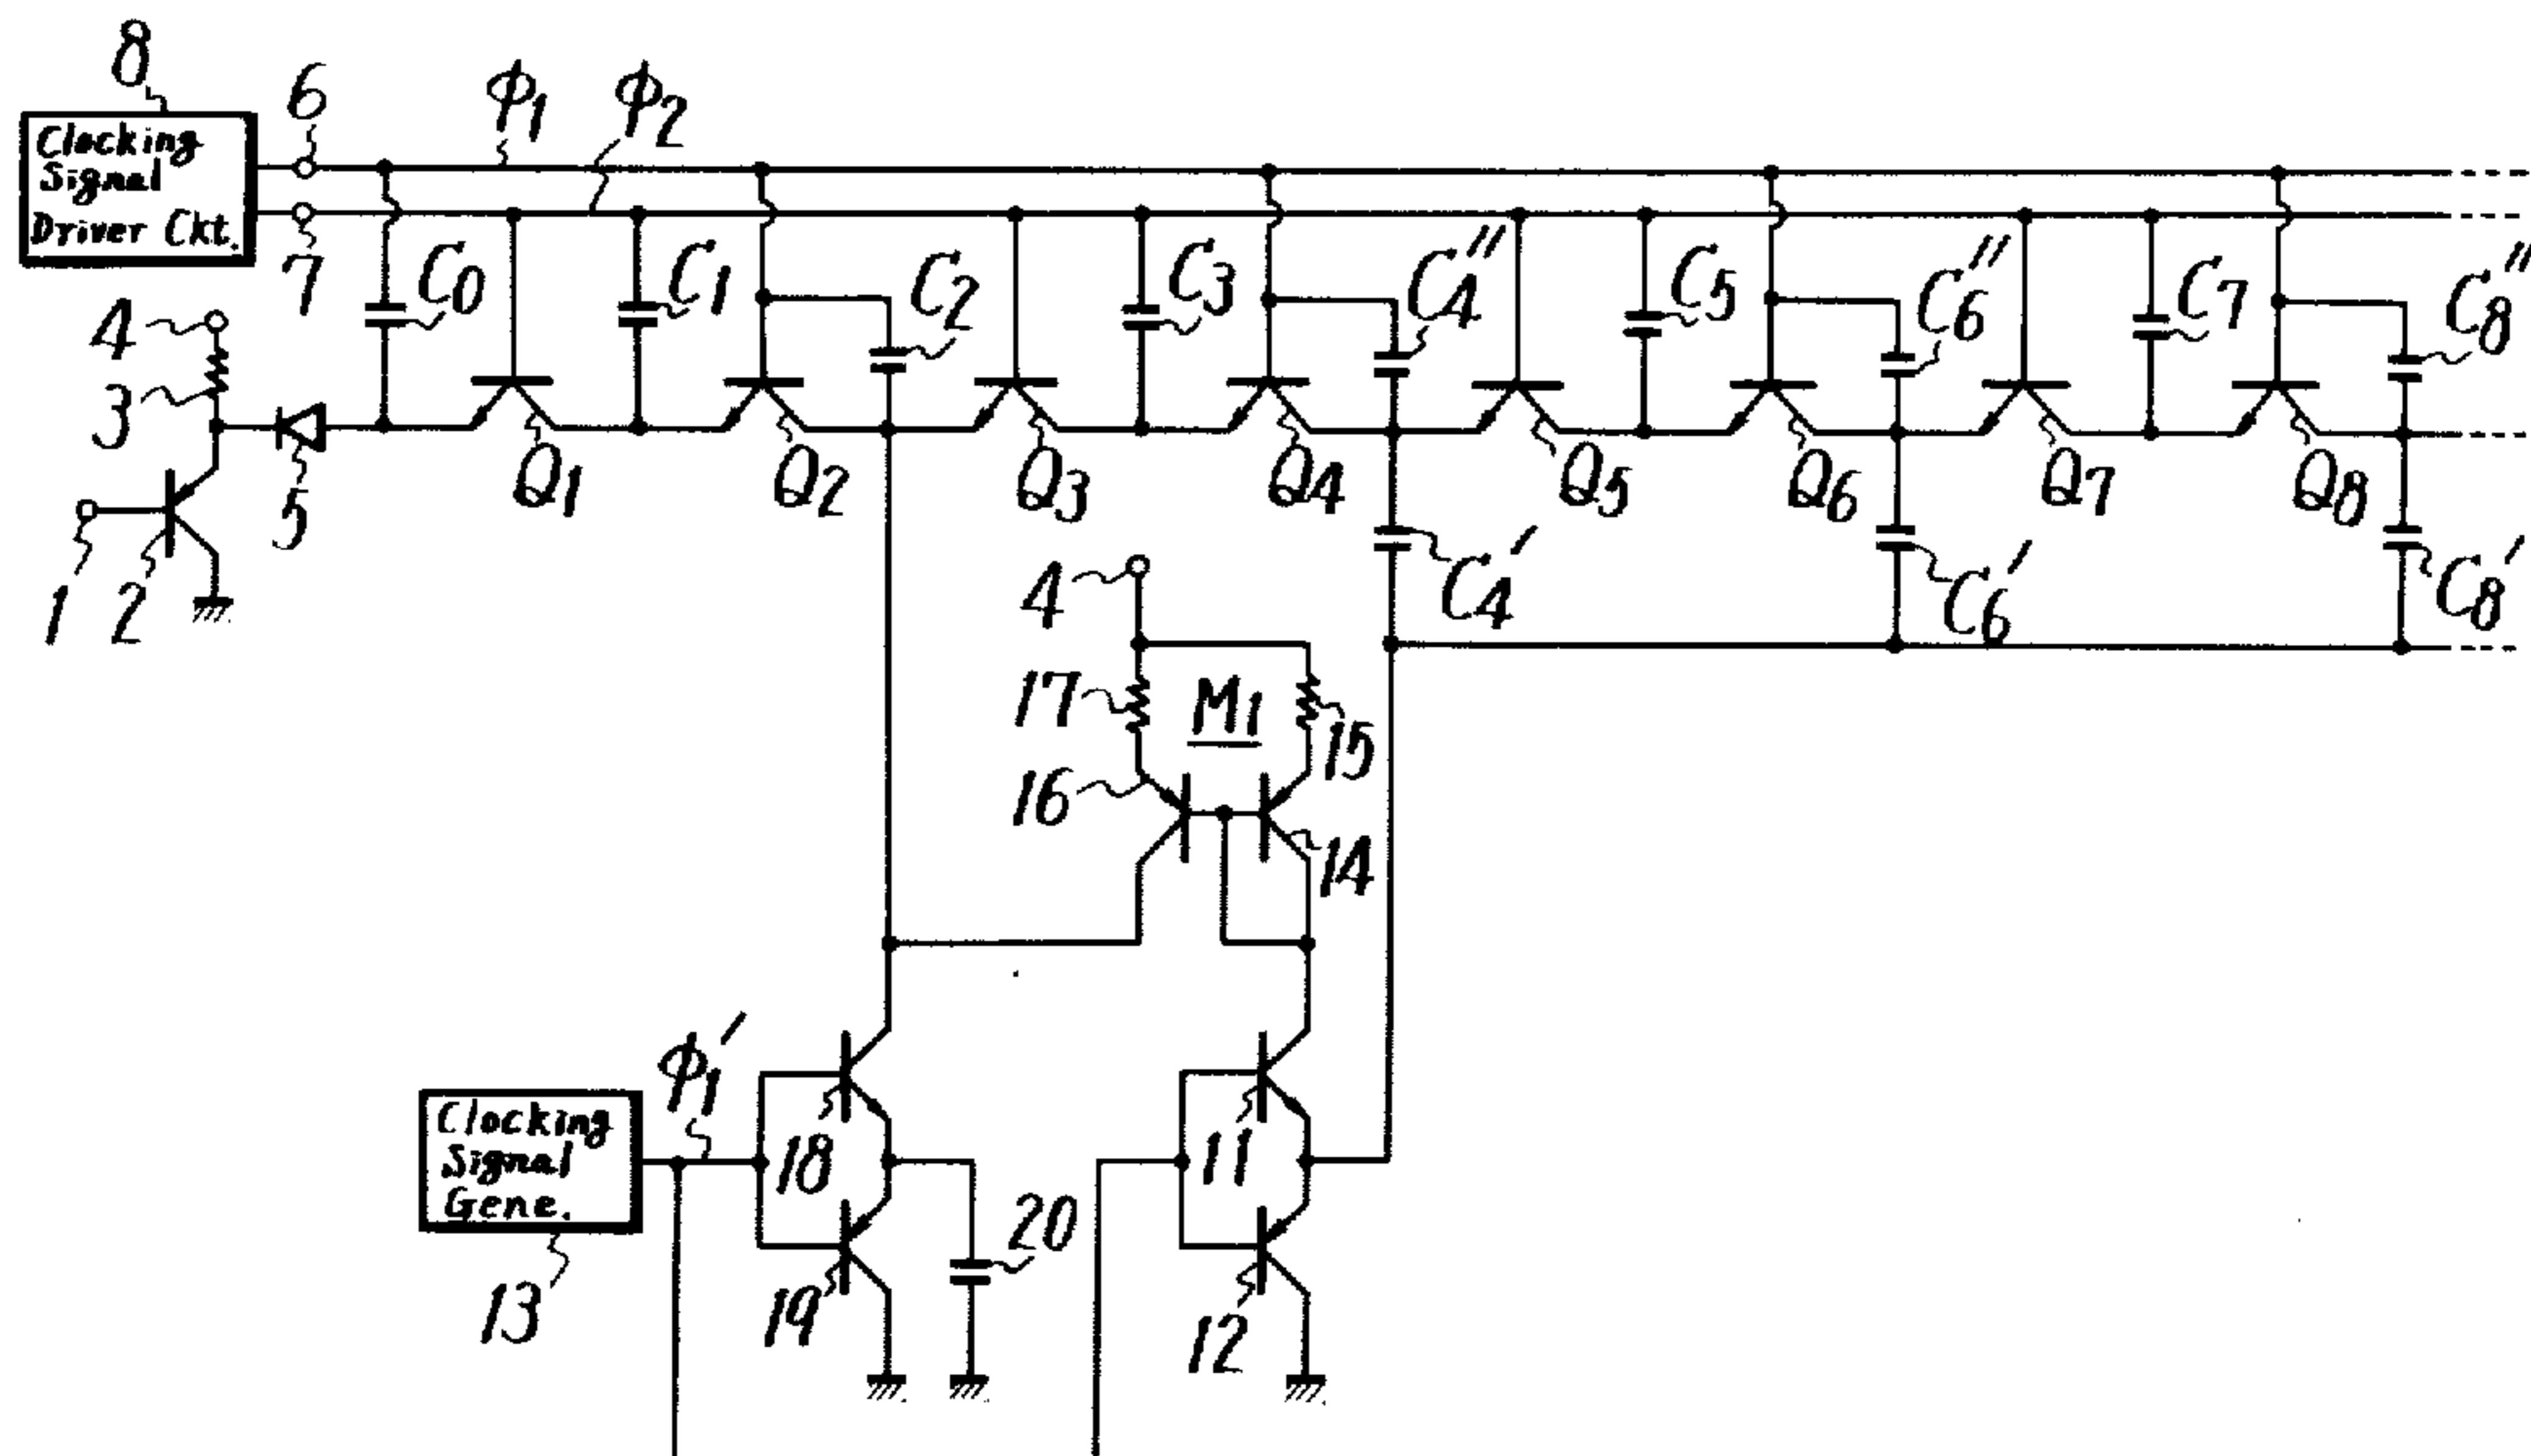 8
6
ϕ1
ϕ2
Clocking
Signal
Driver Ckt.
7
C0
C1
C2
C3
C4''
C5
C6''
C7
C8''
4
3
5
1
2
Q1
Q2
Q3
Q4
Q5
Q6
Q7
Q8
4
C4'
C6'
C8'
17
M1
15
16
14
ϕ1'
Clocking
Signal
Gene.
18
11
20
13
19
12